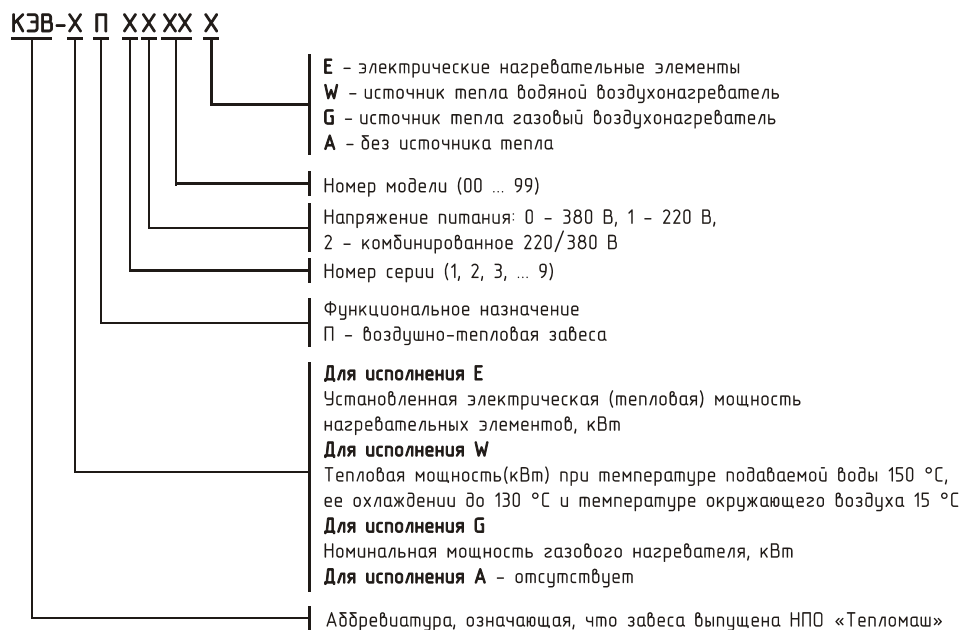 КЭВ-Х П Х Х ХХ Х
E – электрические нагревательные элементы
W – источник тепла водяной воздухонагреватель
G – источник тепла газовый воздухонагреватель
A – без источника тепла
Номер модели (00 ... 99)
Напряжение питания: 0 – 380 В, 1 – 220 В,
2 – комбинированное 220/380 В
Номер серии (1, 2, 3, ... 9)
Функциональное назначение
П – воздушно-тепловая завеса
Для исполнения E
Установленная электрическая (тепловая) мощность
нагревательных элементов, кВт
Для исполнения W
Тепловая мощность(кВт) при температуре подаваемой воды 150 °С,
ее охлаждении до 130 °С и температуре окружающего воздуха 15 °С
Для исполнения G
Номинальная мощность газового нагревателя, кВт
Для исполнения A – отсутствует
Аббревиатура, означающая, что завеса выпущена НПО «Тепломаш»